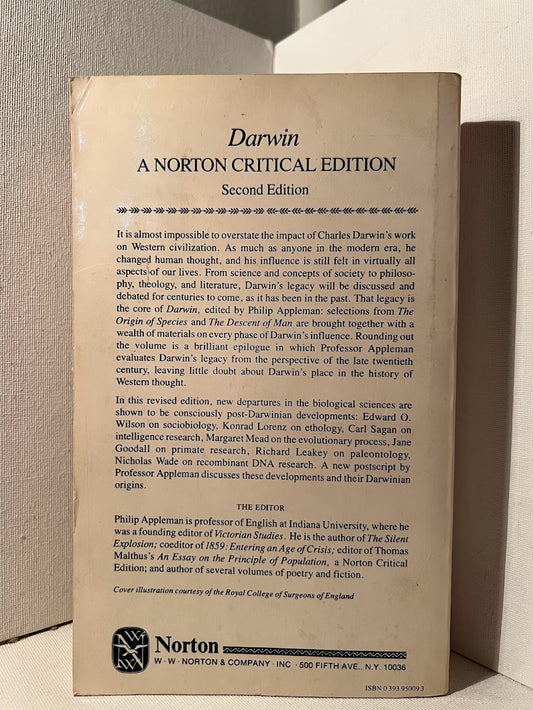 Darwin
A NORTON CRITICAL EDITION
Second Edition
It is almost impossible to overstate the impact of Charles Darwin's work
on Western civilization. As much as anyone in the modern era, he
changed human thought, and his influence is still felt in virtually all
aspects of our lives. From science and concepts of society to philoso-
phy, theology, and literature, Darwin's legacy will be discussed and
debated for centuries to come, as it has been in the past. That legacy is
the core of Darwin, edited by Philip Appleman: selections from The
Origin of Species and The Descent of Man are brought together with a
wealth of materials on every phase of Darwin's influence. Rounding out
the volume is a brilliant epilogue in which Professor Appleman
evaluates Darwin's legacy from the perspective of the late twentieth
century, leaving little doubt about Darwin's place in the history of
Western thought.
In this revised edition, new departures in the biological sciences are
shown to be consciously post-Darwinian developments: Edward O.
Wilson on sociobiology, Konrad Lorenz on ethology, Carl Sagan on
intelligence research, Margaret Mead on the evolutionary process, Jane
Goodall on primate research, Richard Leakey on paleontology,
Nicholas Wade on recombinant DNA research. A new postscript by
Professor Appleman discusses these developments and their Darwinian
origins.
THE EDITOR
Philip Appleman is professor of English at Indiana University, where he
was a founding editor of Victorian Studies. He is the author of The Silent
Explosion; coeditor of 1859: Entering an Age of Crisis; editor of Thomas
Malthus's An Essay on the Principle of Population, a Norton Critical
Edition; and author of several volumes of poetry and fiction.
Cover illustration courtesy of the Royal College of Surgeons of England
Norton
W · W · NORTON & COMPANY · INC · 500 FIFTH AVE., N.Y. 10036
ISBN 0 393 95009 3